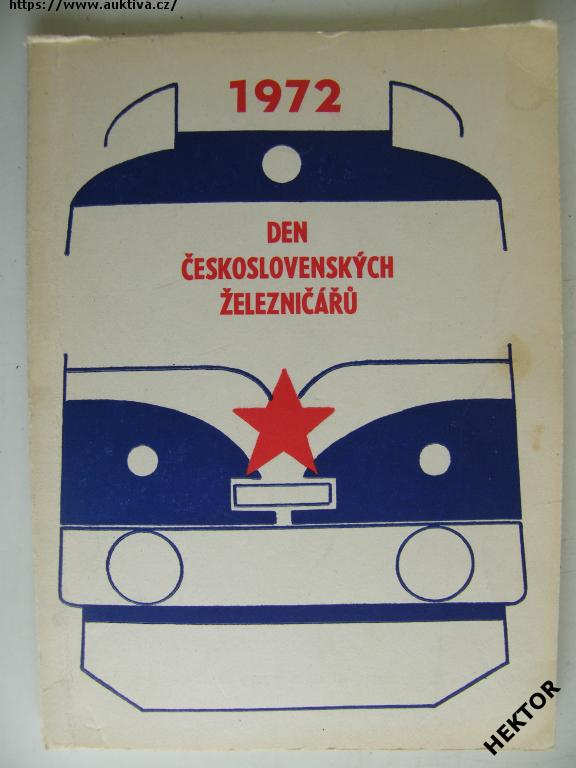 https://www.auktiva.cz/
1972
DEN
ČESKOSLOVENSKÝCH
ŽELEZNIČÁŘŮ
HEKTOR